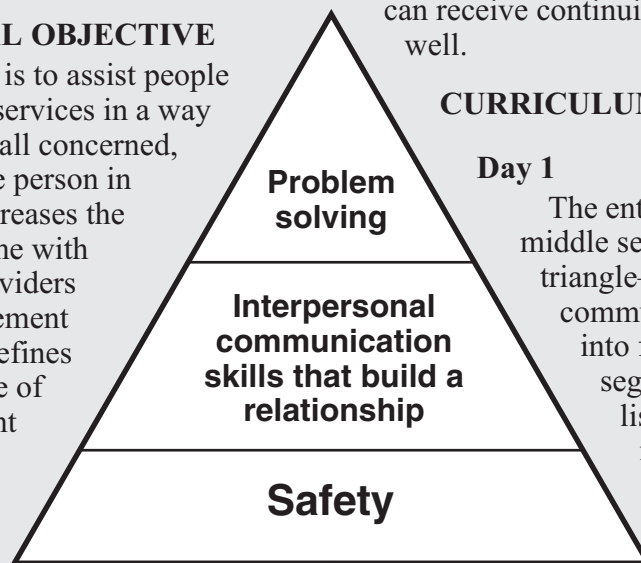 L OBJECTIVE
is to assist people
services in a way
all concerned,
e person in
reases the
ne with
viders
ement
efines
e of
nt
Problem
solving
Interpersonal
communication
skills that build a
relationship
Safety
can receive continui
well.
CURRICULUM
Day 1
The ent
middle se
triangle
commu
into
seg
lis